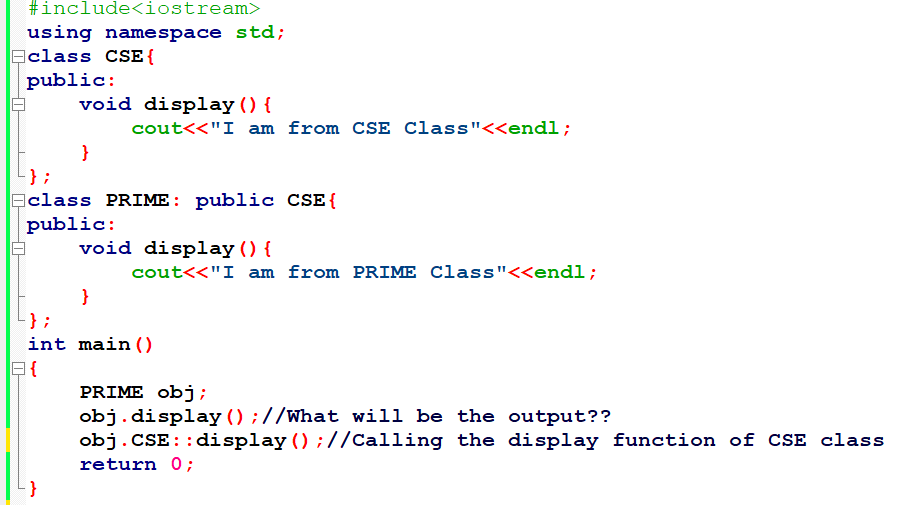 #include<iostream>
using namespace std;
class CSE{
public:
    void display(){
        cout<<"I am from CSE Class"<<endl;
    }
};
class PRIME: public CSE{
public:
    void display(){
        cout<<"I am from PRIME Class"<<endl;
    }
};
int main()
{
    PRIME obj;
    obj.display();//What will be the output??
    obj.CSE::display();//Calling the display function of CSE class
    return 0;
}